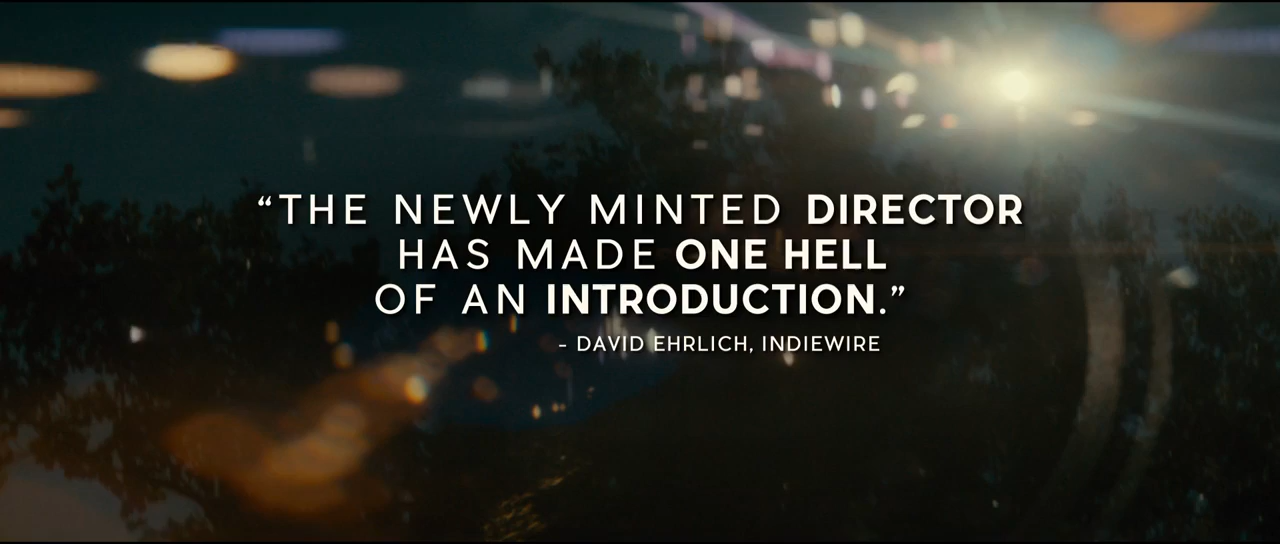 “THE NEWLY MINTED DIRECTOR
HAS MADE ONE HELL
OF AN INTRODUCTION.”
- DAVID EHRLICH, INDIEWIRE